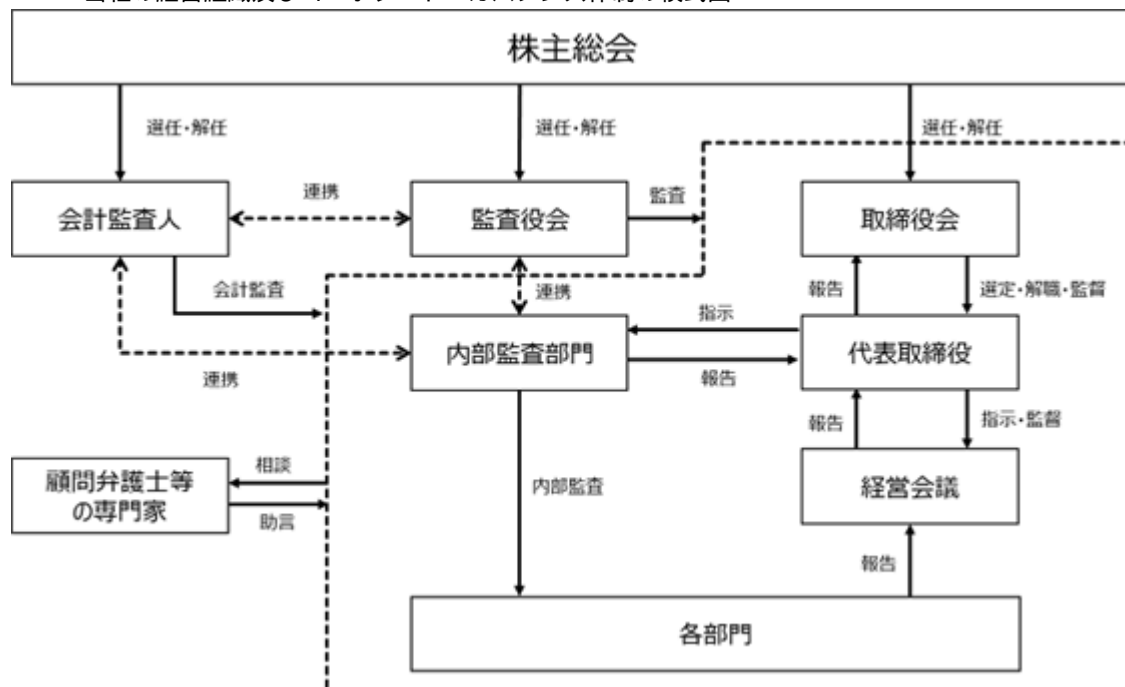 株主総会
選任・解任
選任・解任
選任・解任
会計監査人
連携
監査役会
監査
取締役会
会計監査
連携
報告
選定・解職・監督
内部監査部門
指示
報告
代表取締役
連携
報告
指示・監督
顧問弁護士等
の専門家
相談
助言
内部監査
経営会議
報告
各部門